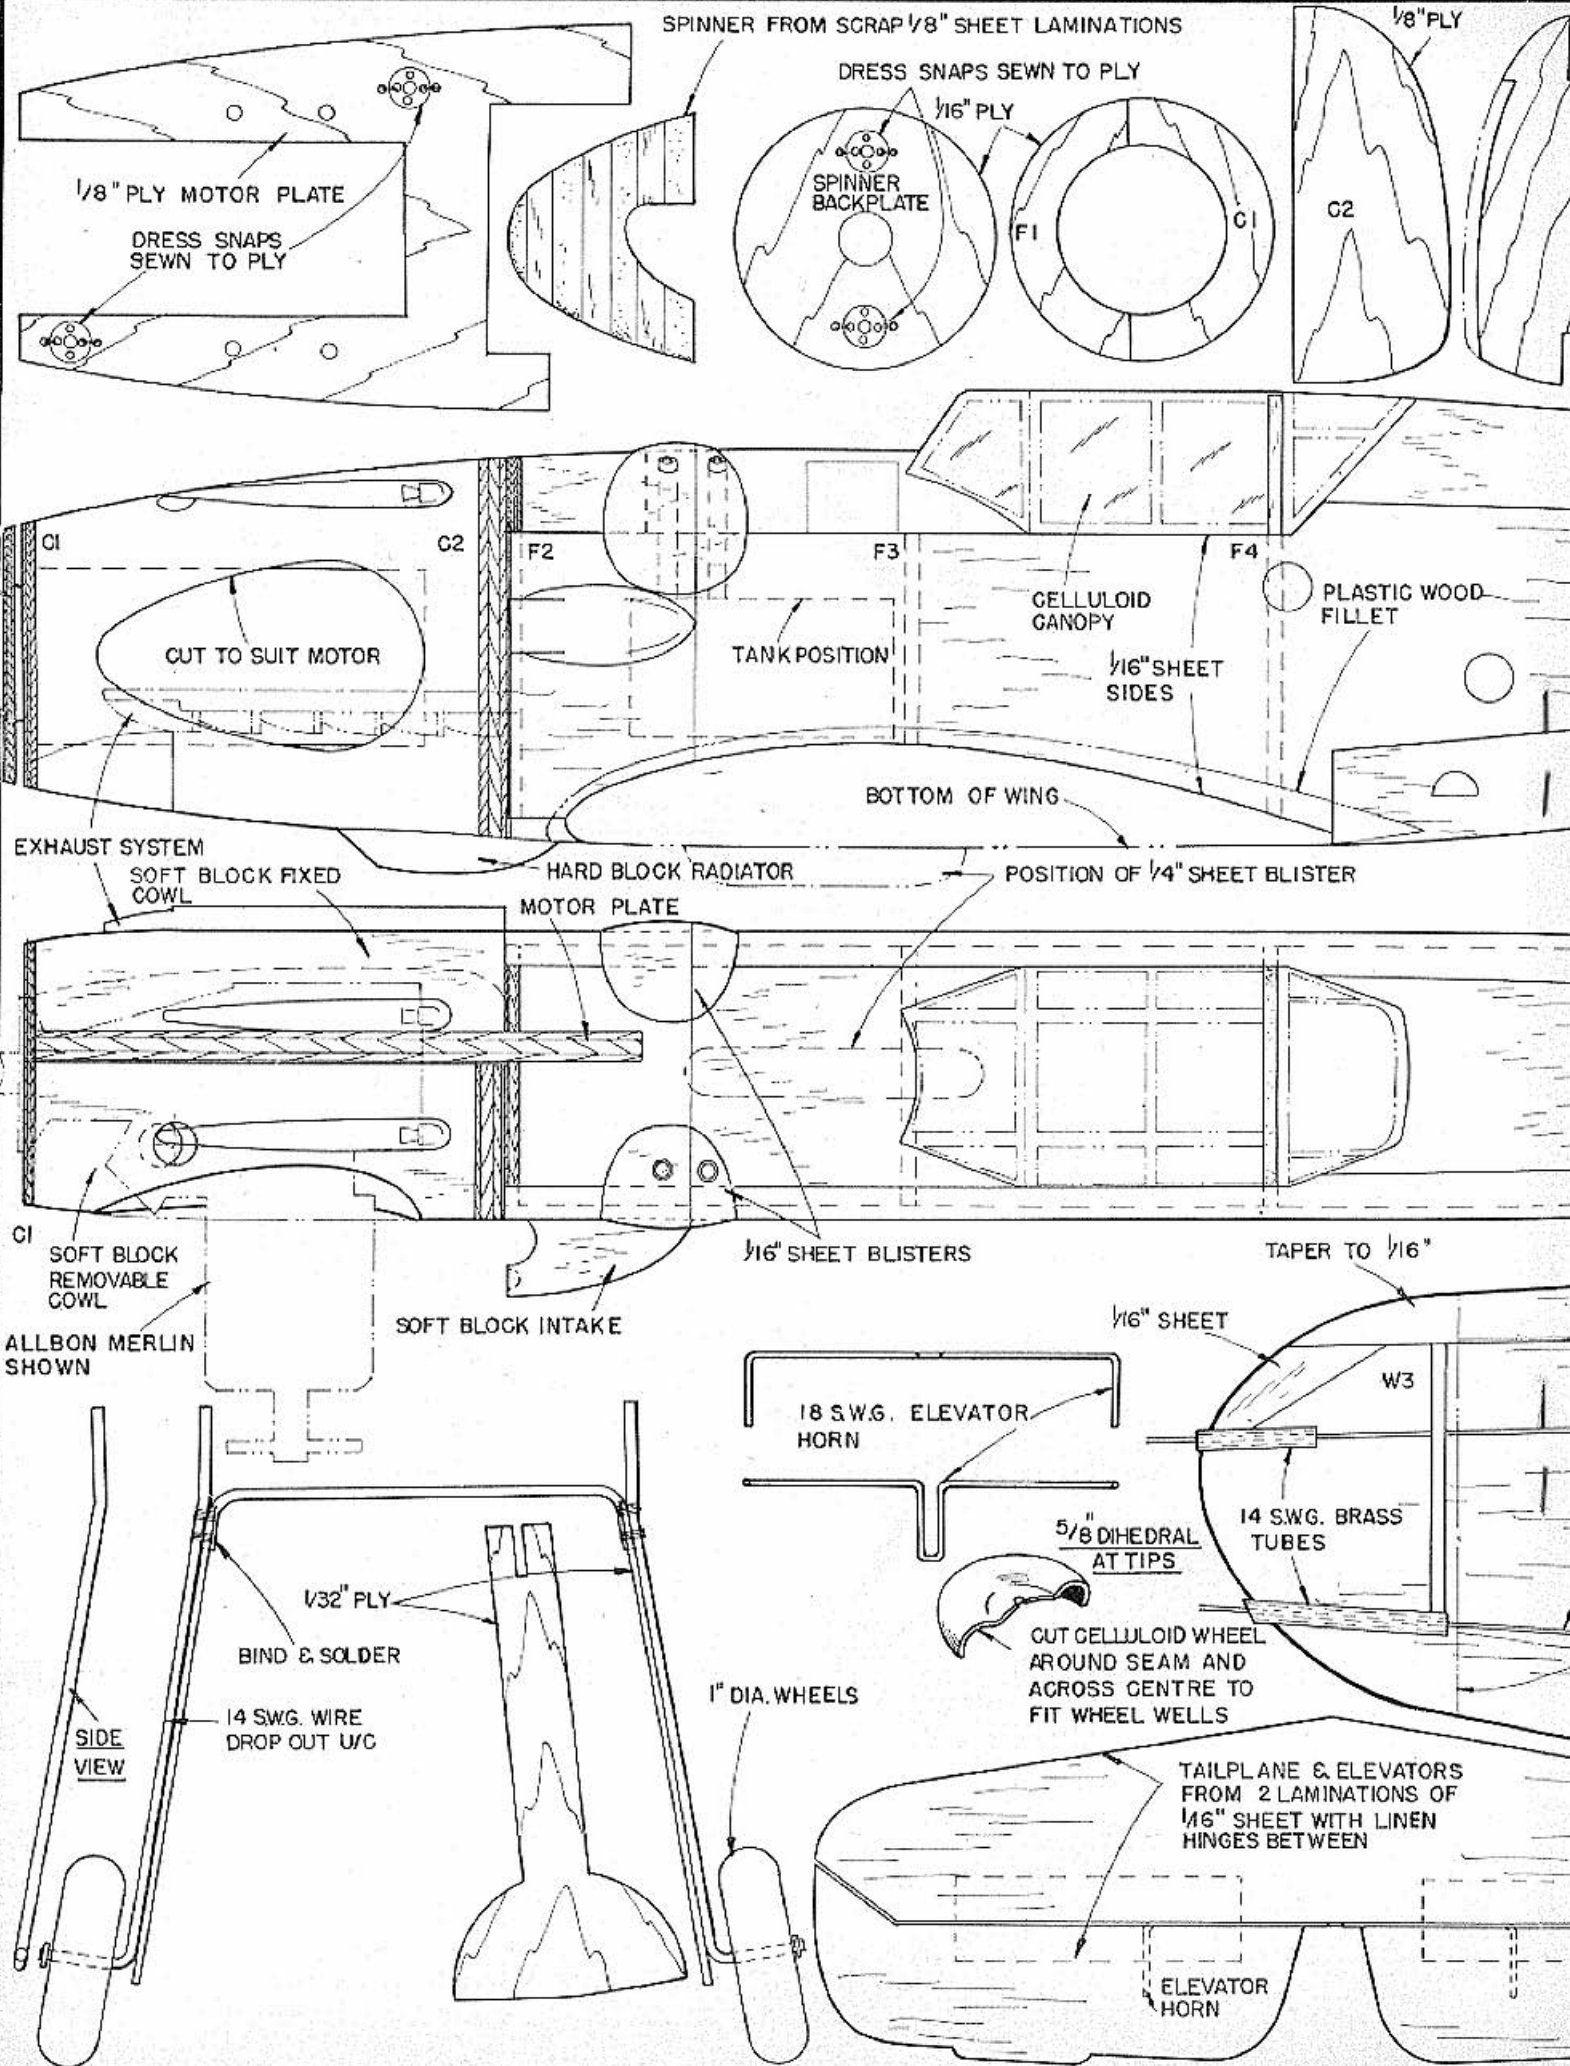 SPINNER FROM SCRAP 1/8" SHEET LAMINATIONS
1/8" PLY
DRESS SNAPS SEWN TO PLY
1/16" PLY
1/8" PLY MOTOR PLATE
SPINNER
BACKPLATE
F1
C1
C2
DRESS SNAPS
SEWN TO PLY
C1
C2
F2
F3
F4
CELLULOID
CANOPY
PLASTIC WOOD
FILLET
CUT TO SUIT MOTOR
TANK POSITION
1/16" SHEET
SIDES
BOTTOM OF WING
EXHAUST SYSTEM
HARD BLOCK RADIATOR
POSITION OF 1/4" SHEET BLISTER
SOFT BLOCK FIXED
COWL
MOTOR PLATE
C1
SOFT BLOCK
REMOVABLE
COWL
1/16" SHEET BLISTERS
TAPER TO 1/16"
SOFT BLOCK INTAKE
1/16" SHEET
ALLBON MERLIN
SHOWN
W3
18 S.W.G. ELEVATOR
HORN
5/8" DIHEDRAL
AT TIPS
14 S.W.G. BRASS
TUBES
1/32" PLY
BIND & SOLDER
CUT CELLULOID WHEEL
AROUND SEAM AND
ACROSS CENTRE TO
FIT WHEEL WELLS
1" DIA. WHEELS
14 S.W.G. WIRE
DROP OUT U/C
SIDE
VIEW
TAILPLANE & ELEVATORS
FROM 2 LAMINATIONS OF
1/16" SHEET WITH LINEN
HINGES BETWEEN
ELEVATOR
HORN